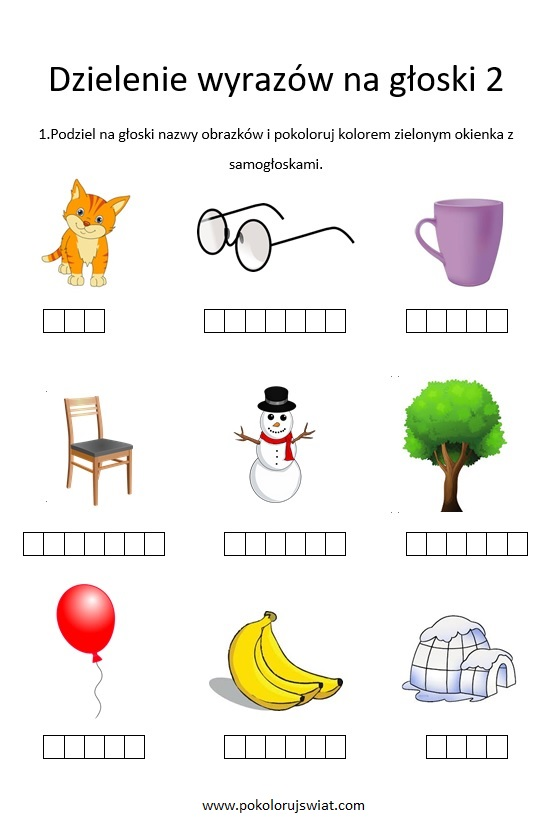 Dzielenie wyrazów na głoski 2
1.Podziel na głoski nazwy obrazków i pokoloruj kolorem zielonym okienka z
samogłoskami.
www.pokolorujswiat.com